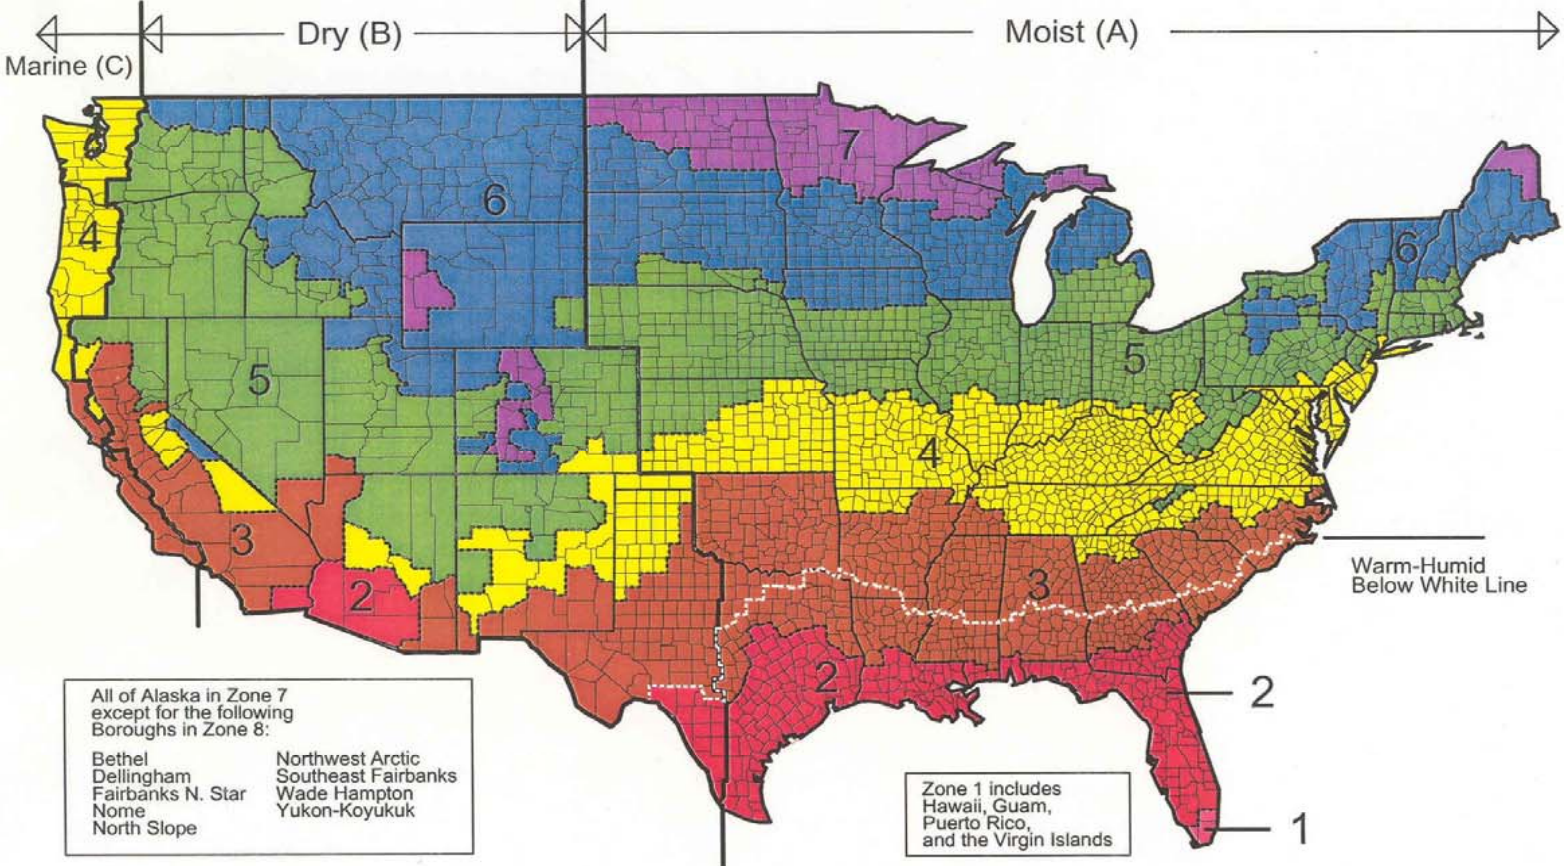 Dry (B)
Moist (A)
Marine (C)
7
6
4
6
5
5
4
3
2
3
2
Warm-Humid
Below White Line
2
1
All of Alaska in Zone 7
except for the following
Boroughs in Zone 8:
Bethel
Dellingham
Fairbanks N. Star
Nome
North Slope
Northwest Arctic
Southeast Fairbanks
Wade Hampton
Yukon-Koyukuk
Zone 1 includes
Hawaii, Guam,
Puerto Rico,
and the Virgin Islands